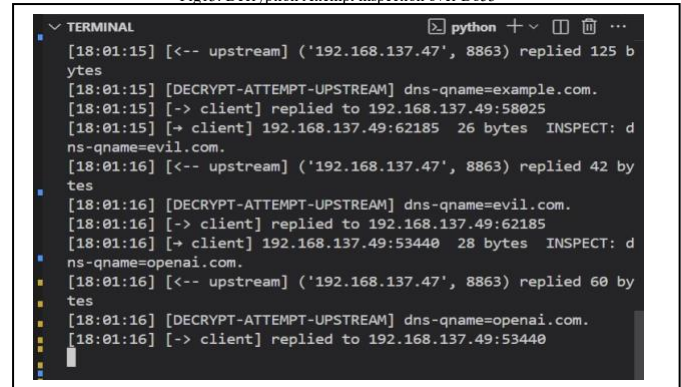 TERMINAL
python
[18:01:15] [<-- upstream] ('192.168.137.47', 8863) replied 125 b
ytes
[18:01:15] [DECRYPT-ATTEMPT-UPSTREAM] dns-qname=example.com.
[18:01:15] [-> client] replied to 192.168.137.49:58025
[18:01:15] [→ client] 192.168.137.49:62185 26 bytes INSPECT: d
ns-qname=evil.com.
[18:01:16] [<-- upstream] ('192.168.137.47', 8863) replied 42 by
tes
[18:01:16] [DECRYPT-ATTEMPT-UPSTREAM] dns-qname=evil.com.
[18:01:16] [-> client] replied to 192.168.137.49:62185
[18:01:16] [→ client] 192.168.137.49:53440 28 bytes INSPECT: d
ns-qname=openai.com.
[18:01:16] [<-- upstream] ('192.168.137.47', 8863) replied 60 by
tes
[18:01:16] [DECRYPT-ATTEMPT-UPSTREAM] dns-qname=openai.com.
[18:01:16] [-> client] replied to 192.168.137.49:53440